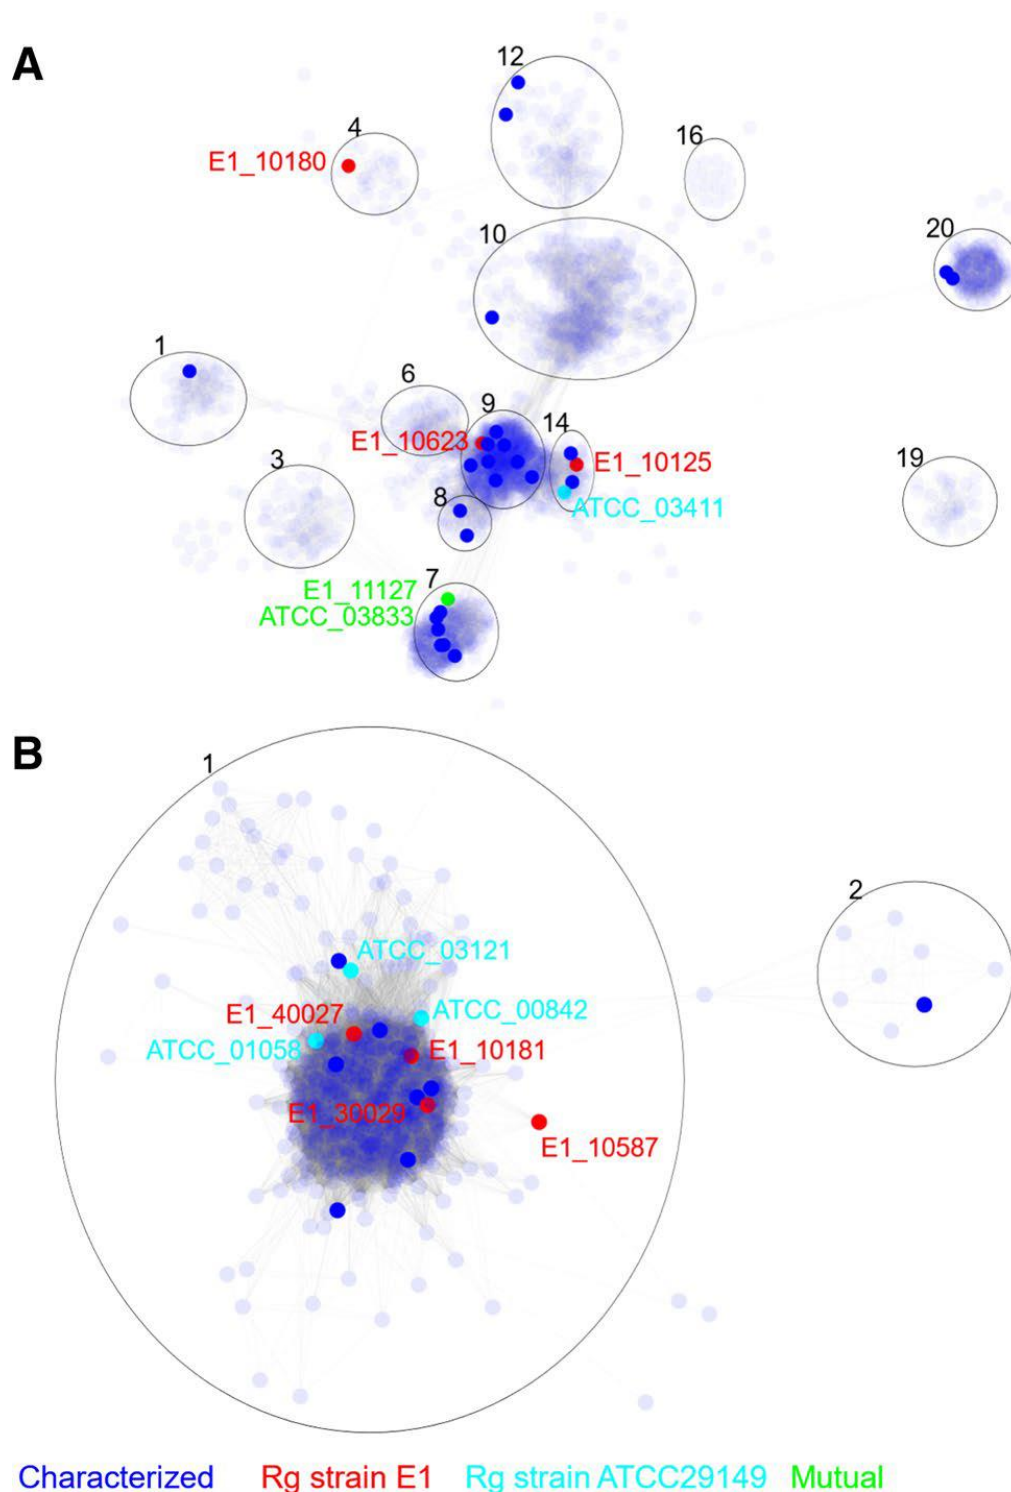 A
12
4
16
E1_10180
10
20
1
6
9
14
E1_10623
E1_10125
3
19
8
ATCC_03411
7
E1_11127
ATCC_03833
B
1
2
ATCC_03121
E1_40027
ATCC_00842
ATCC_01058
E1_10181
E1_30029
E1_10587
Characterized Rg strain E1 Rg strain ATCC29149 Mutual